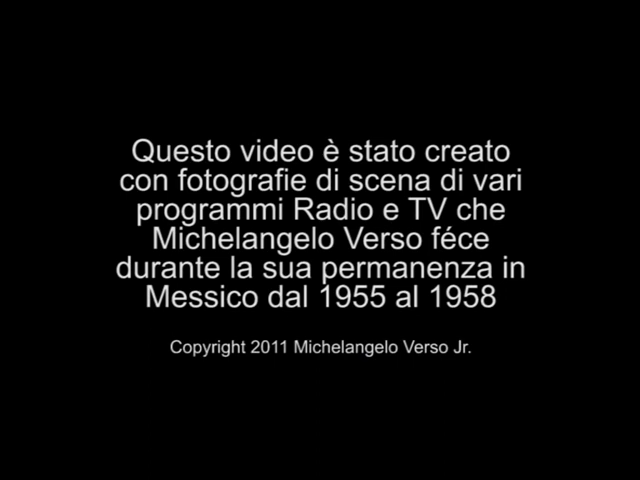 Questo video è stato creato
con fotografie di scena di vari
programmi Radio e TV che
Michelangelo Verso féce
durante la sua permanenza in
Messico dal 1955 al 1958
Copyright 2011 Michelangelo Verso Jr.